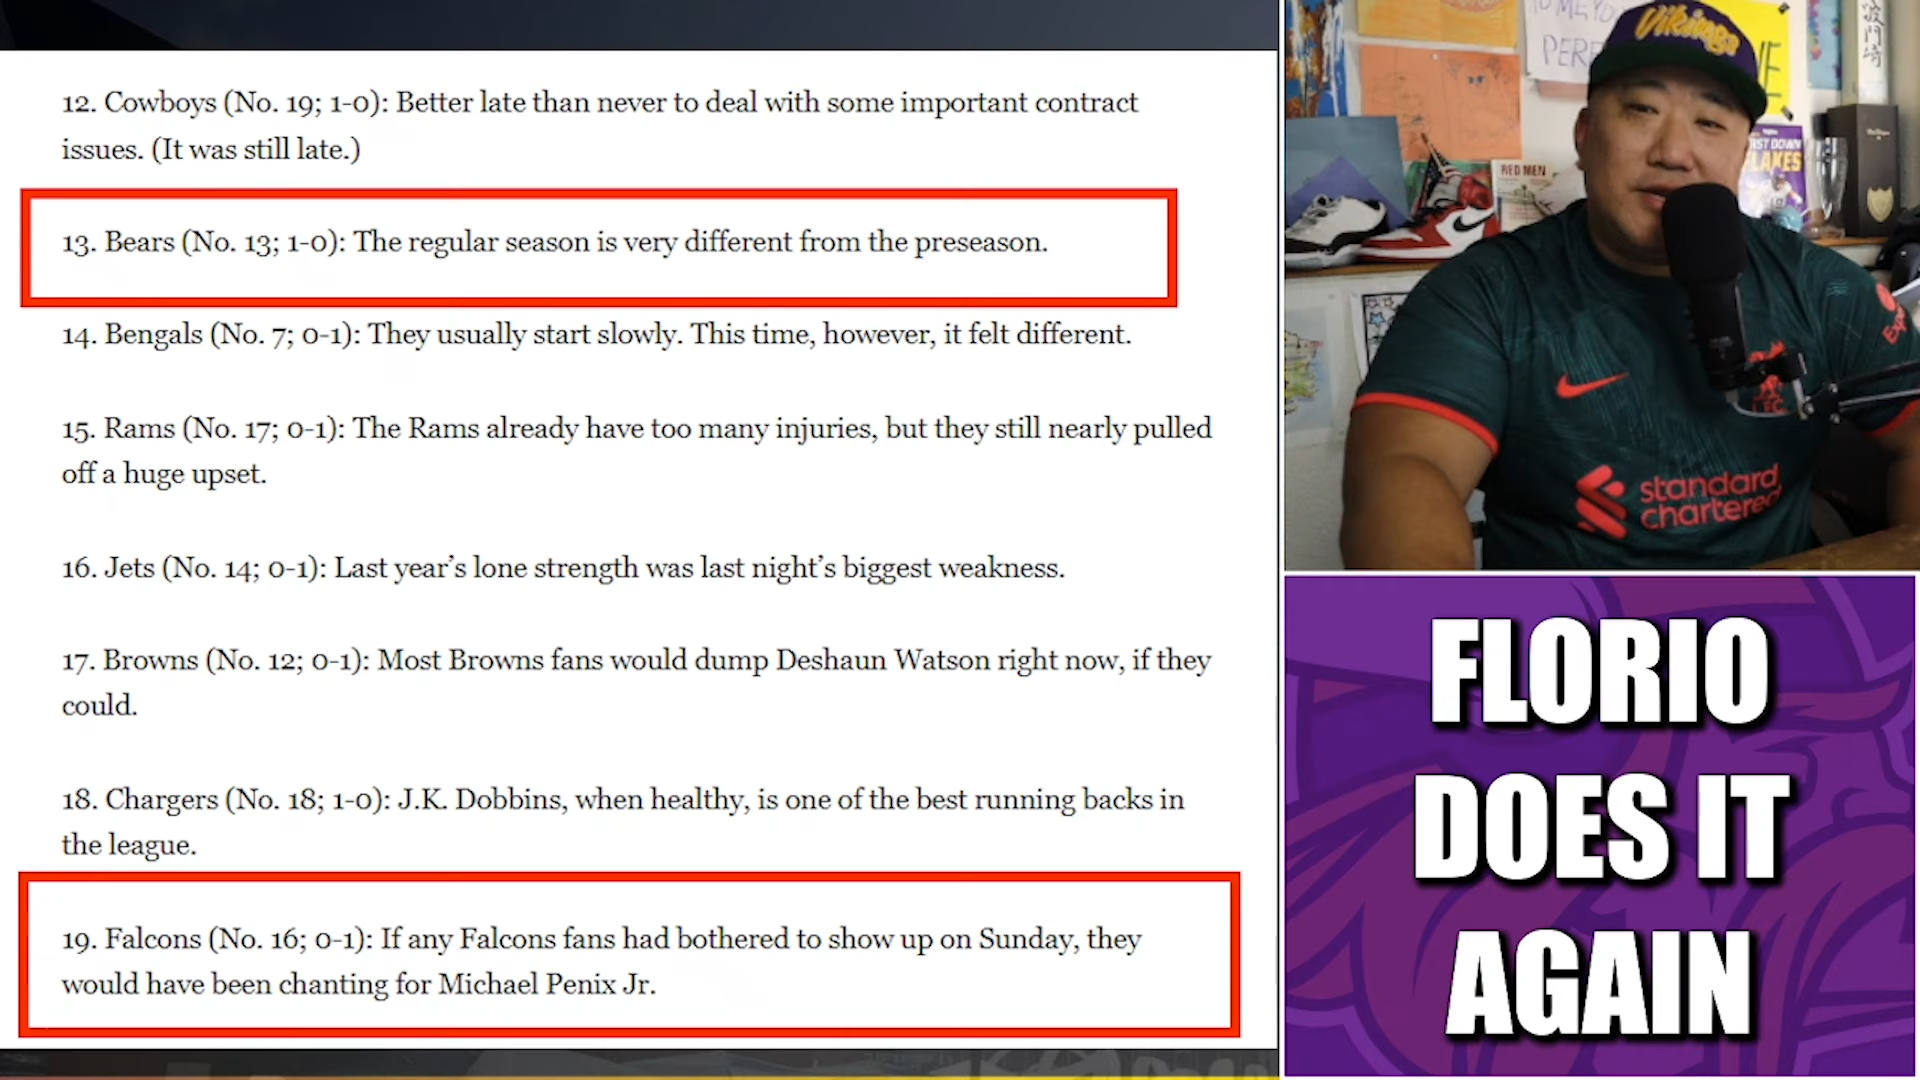 12. Cowboys (No. 19; 1-0): Better late than never to deal with some important contract
issues. (It was still late.)
13. Bears (No. 13; 1-0): The regular season is very different from the preseason.
14. Bengals (No. 7; 0-1): They usually start slowly. This time, however, it felt different.
15. Rams (No. 17; 0-1): The Rams already have too many injuries, but they still nearly pulled
off a huge upset.
16. Jets (No. 14; 0-1): Last year’s lone strength was last night’s biggest weakness.
17. Browns (No. 12; 0-1): Most Browns fans would dump Deshaun Watson right now, if they
could.
18. Chargers (No. 18; 1-0): J.K. Dobbins, when healthy, is one of the best running backs in
the league.
19. Falcons (No. 16; 0-1): If any Falcons fans had bothered to show up on Sunday, they
would have been chanting for Michael Penix Jr.
Vikings
RED MEN
standard
chartered
FLORIO
DOES IT
AGAIN